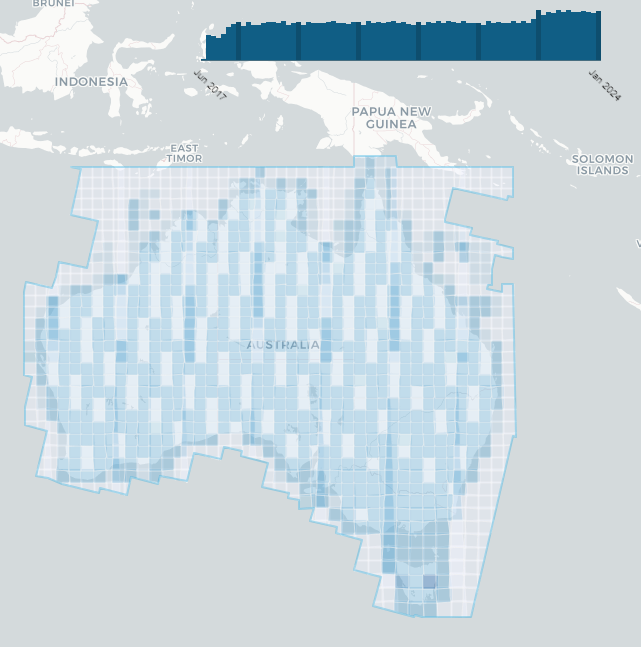 BRUNEI
Jun 2017
Jan 2024
INDONESIA
PAPUA NEW
GUINEA
EAST
TIMOR
SOLOMON
ISLANDS
AUSTRALIA